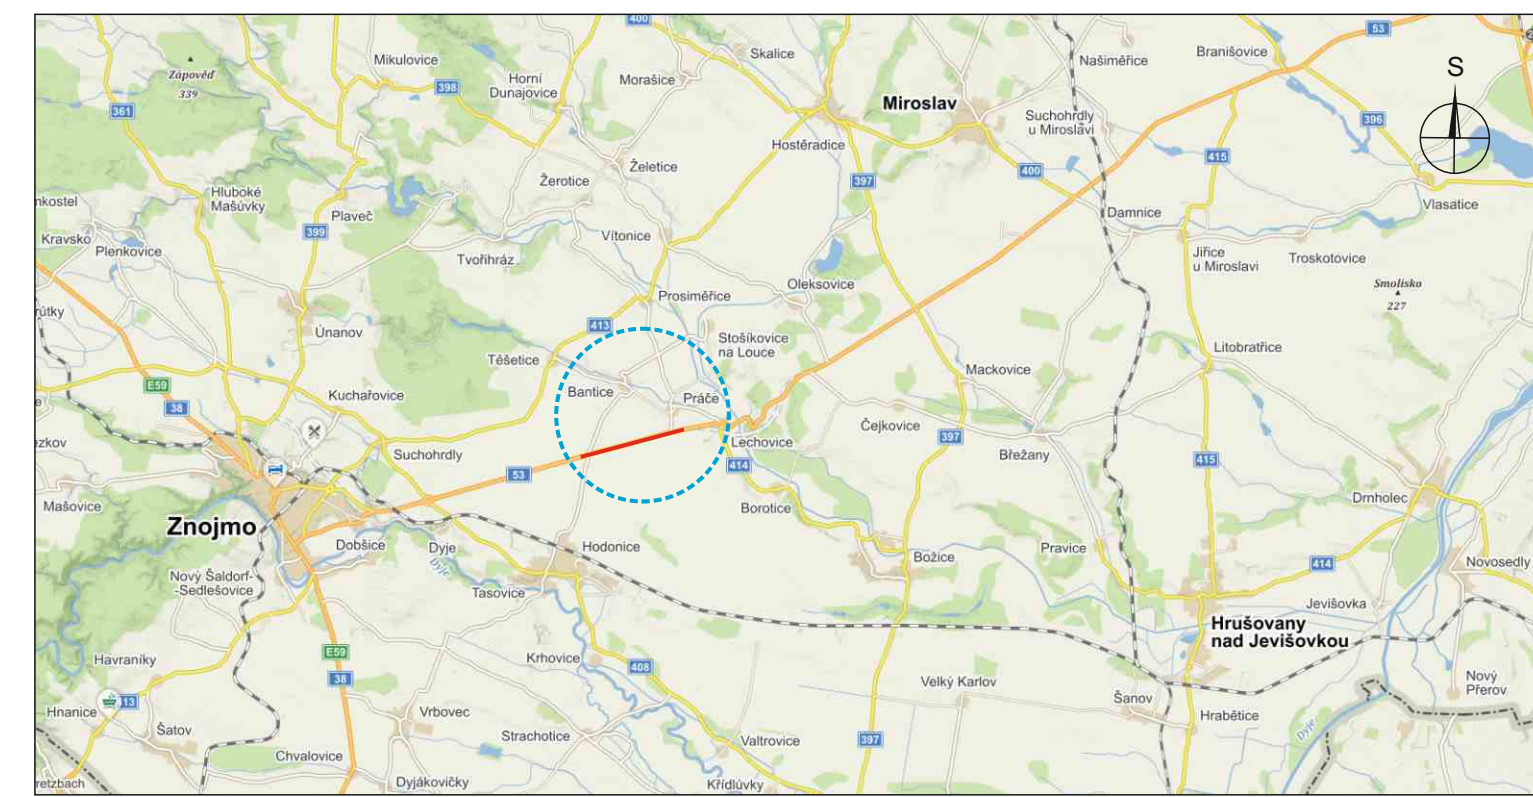 400
53
Skalice
Branišovice
Mikulovice
Našiměřice
S
Zápověď
339
Horní
Dunajovice
Morašice
398
Miroslav
361
Suchohrdly
u Miroslavi
396
Hostěradice
415
Želetice
400
Žerotice
397
Hluboké
Mašůvky
Vlasatice
Plaveč
Damnice
399
Kravsko
Vítonice
Plenkovice
Jiřice
u Miroslavi
Troskotovice
Tvořihráz
Oleksovice
Smolisko
227
Prosiměřice
Únanov
413
Stošíkovice
na Louce
Litobratřice
Těšetice
Mackovice
E59
Bantice
Kuchařovice
Práče
38
Čejkovice
397
Lechovice
Suchohrdly
Břežany
414
415
53
Drnholec
Mašovice
Borotice
Znojmo
Dobšice
Dyje
Hodonice
Pravice
Božice
414
Novosedly
Dyje
Nový Šaldorf-
-Sedlešovice
Tasovice
Jevišovka
Hrušovany
nad Jevišovkou
E59
Havraníky
Krhovice
408
38
Velký Karlov
Nový
Přerov
Šanov
Hnanice
13
Vrbovec
Hrabětice
Šatov
Strachotice
Valtrovice
397
Dyje
Chvalovice
Dyjákovičky
Křídlůvky